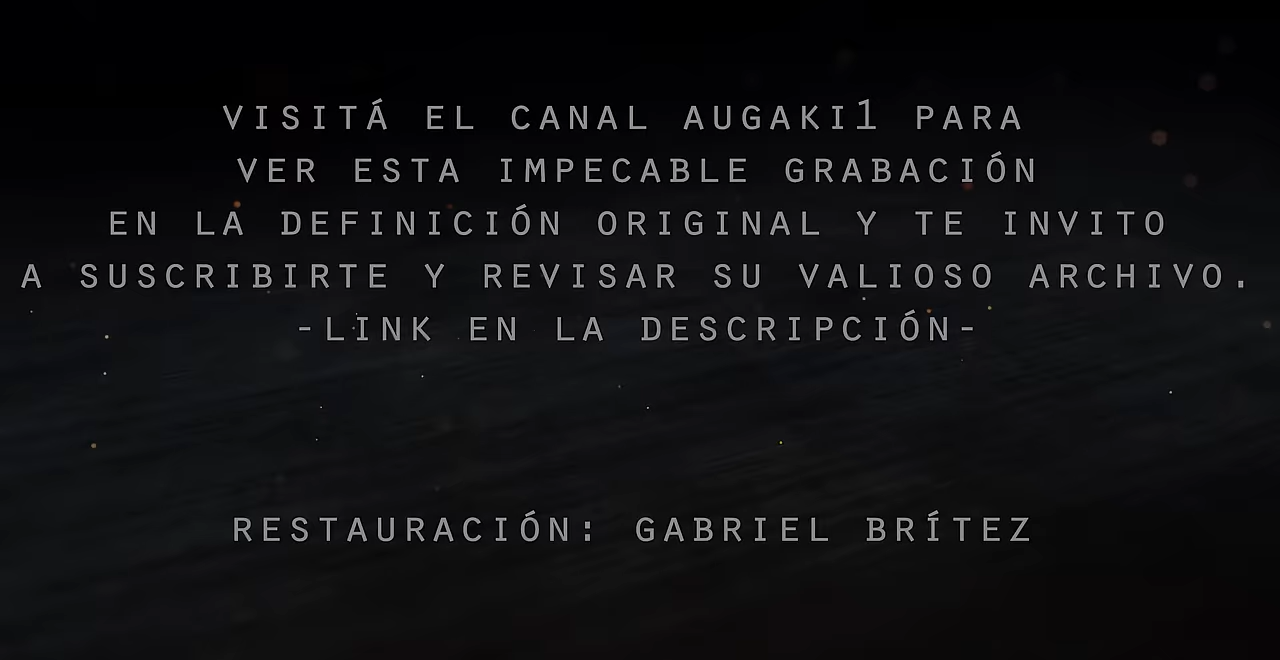 VISITÁ EL CANAL AUGAKI1 PARA
VER ESTA IMPECABLE GRABACIÓN
EN LA DEFINICIÓN ORIGINAL Y TE INVITO
A SUSCRIBIRTE Y REVISAR SU VALIOSO ARCHIVO.
-LINK EN LA DESCRIPCIÓN-
RESTAURACIÓN: GABRIEL BRÍTEZ